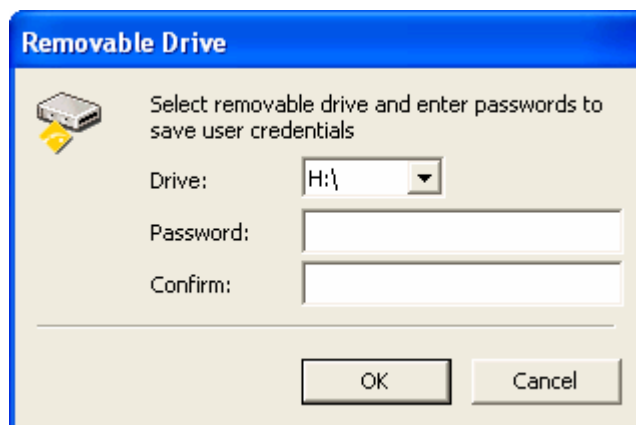 Removable Drive
Select removable drive and enter passwords to
save user credentials
Drive:
H:\
Password:
Confirm:
OK
Cancel